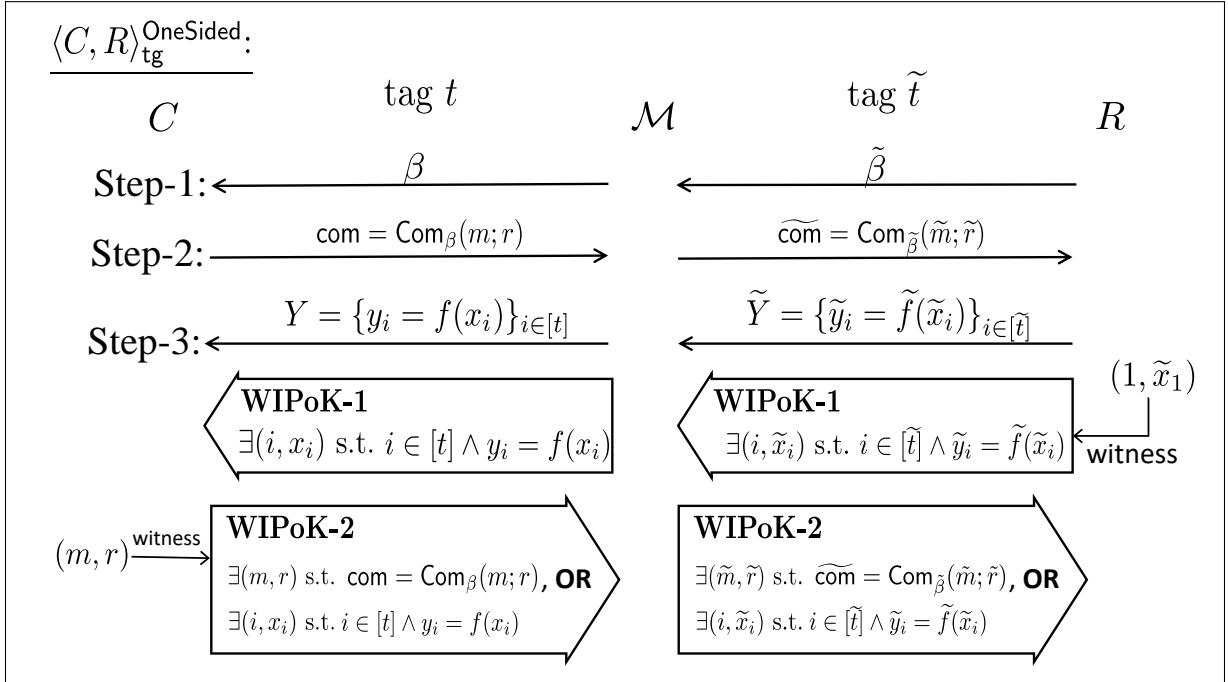 ⟨C, R⟩_tg^OneSided:
tag t
tag t̃
C
M
R
Step-1:
β
β̃
Step-2:
com = Com_β(m; r)
c͠om = Com_β̃(m̃; r̃)
Step-3:
Y = {y_i = f(x_i)}_{i∈[t]}
Ỹ = {ỹ_i = f̃(x̃_i)}_{i∈[t̃]}
(1, x̃_1)
witness
WIPoK-1
∃(i, x_i) s.t. i ∈ [t] ∧ y_i = f(x_i)
WIPoK-1
∃(i, x̃_i) s.t. i ∈ [t̃] ∧ ỹ_i = f̃(x̃_i)
(m, r)
witness
WIPoK-2
∃(m, r) s.t. com = Com_β(m; r), OR
∃(i, x_i) s.t. i ∈ [t] ∧ y_i = f(x_i)
WIPoK-2
∃(m̃, r̃) s.t. c͠om = Com_β̃(m̃; r̃), OR
∃(i, x̃_i) s.t. i ∈ [t̃] ∧ ỹ_i = f̃(x̃_i)